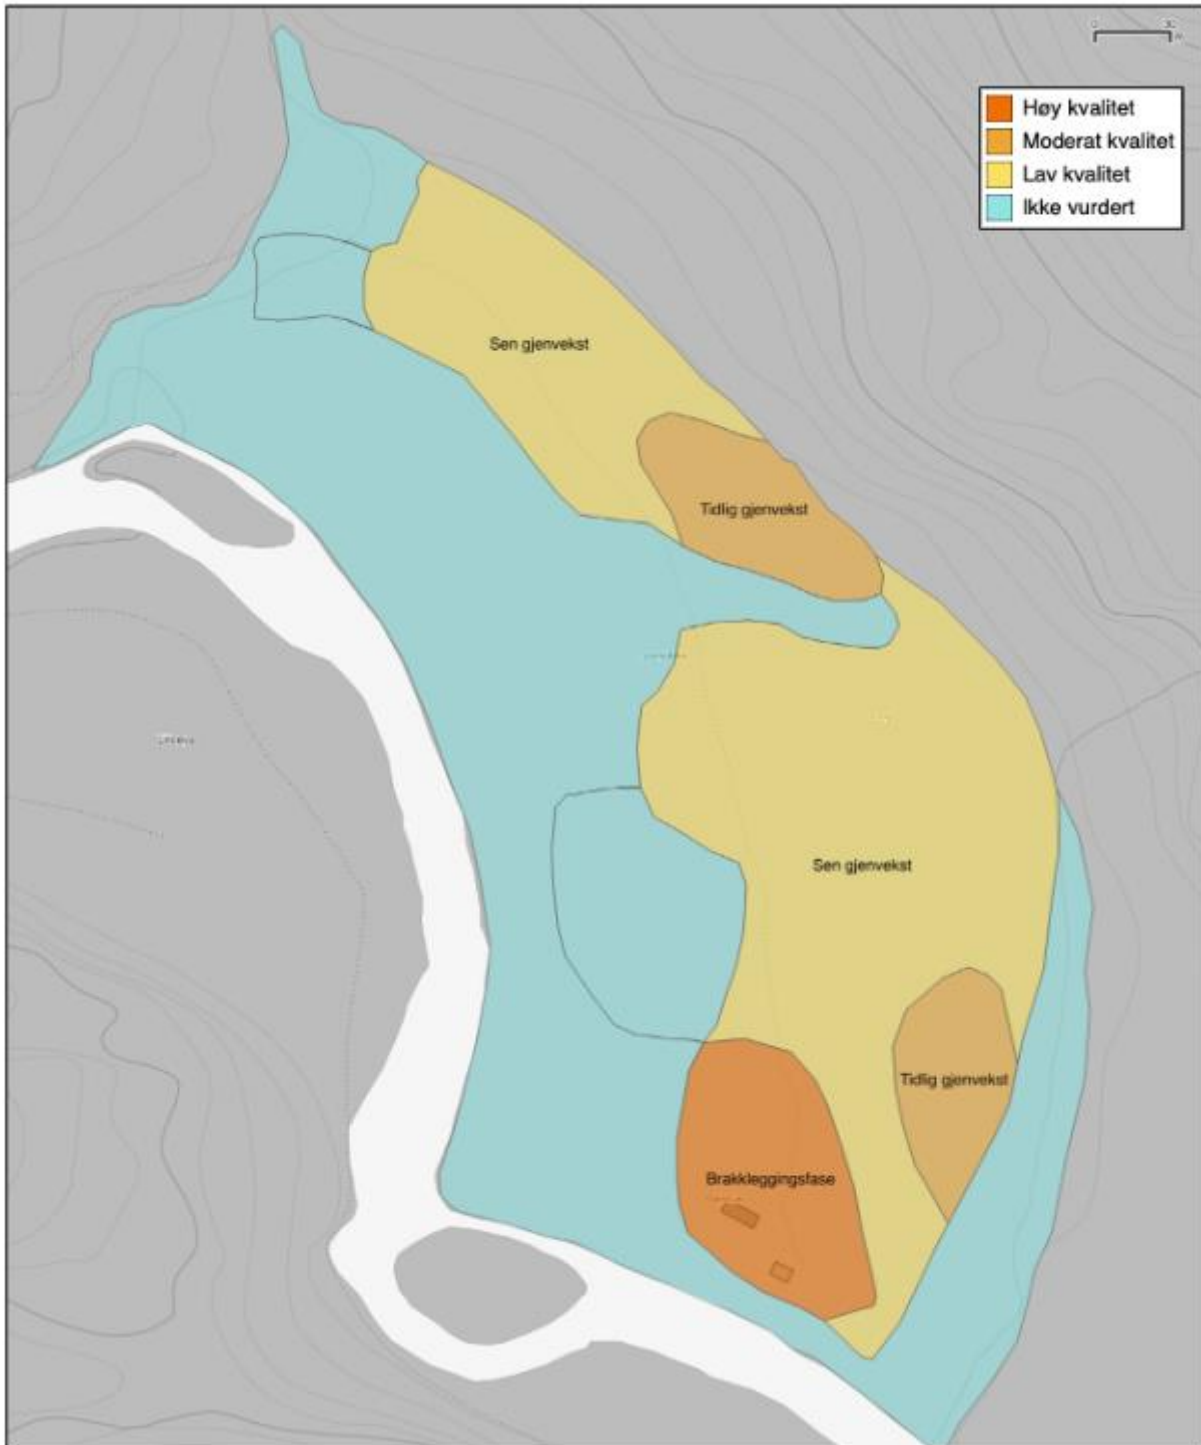 Høy kvalitet
Moderat kvalitet
Lav kvalitet
Ikke vurdert
Sen gjenvekst
Tidlig gjenvekst
Sen gjenvekst
Tidlig gjenvekst
Brakkleggingsfase